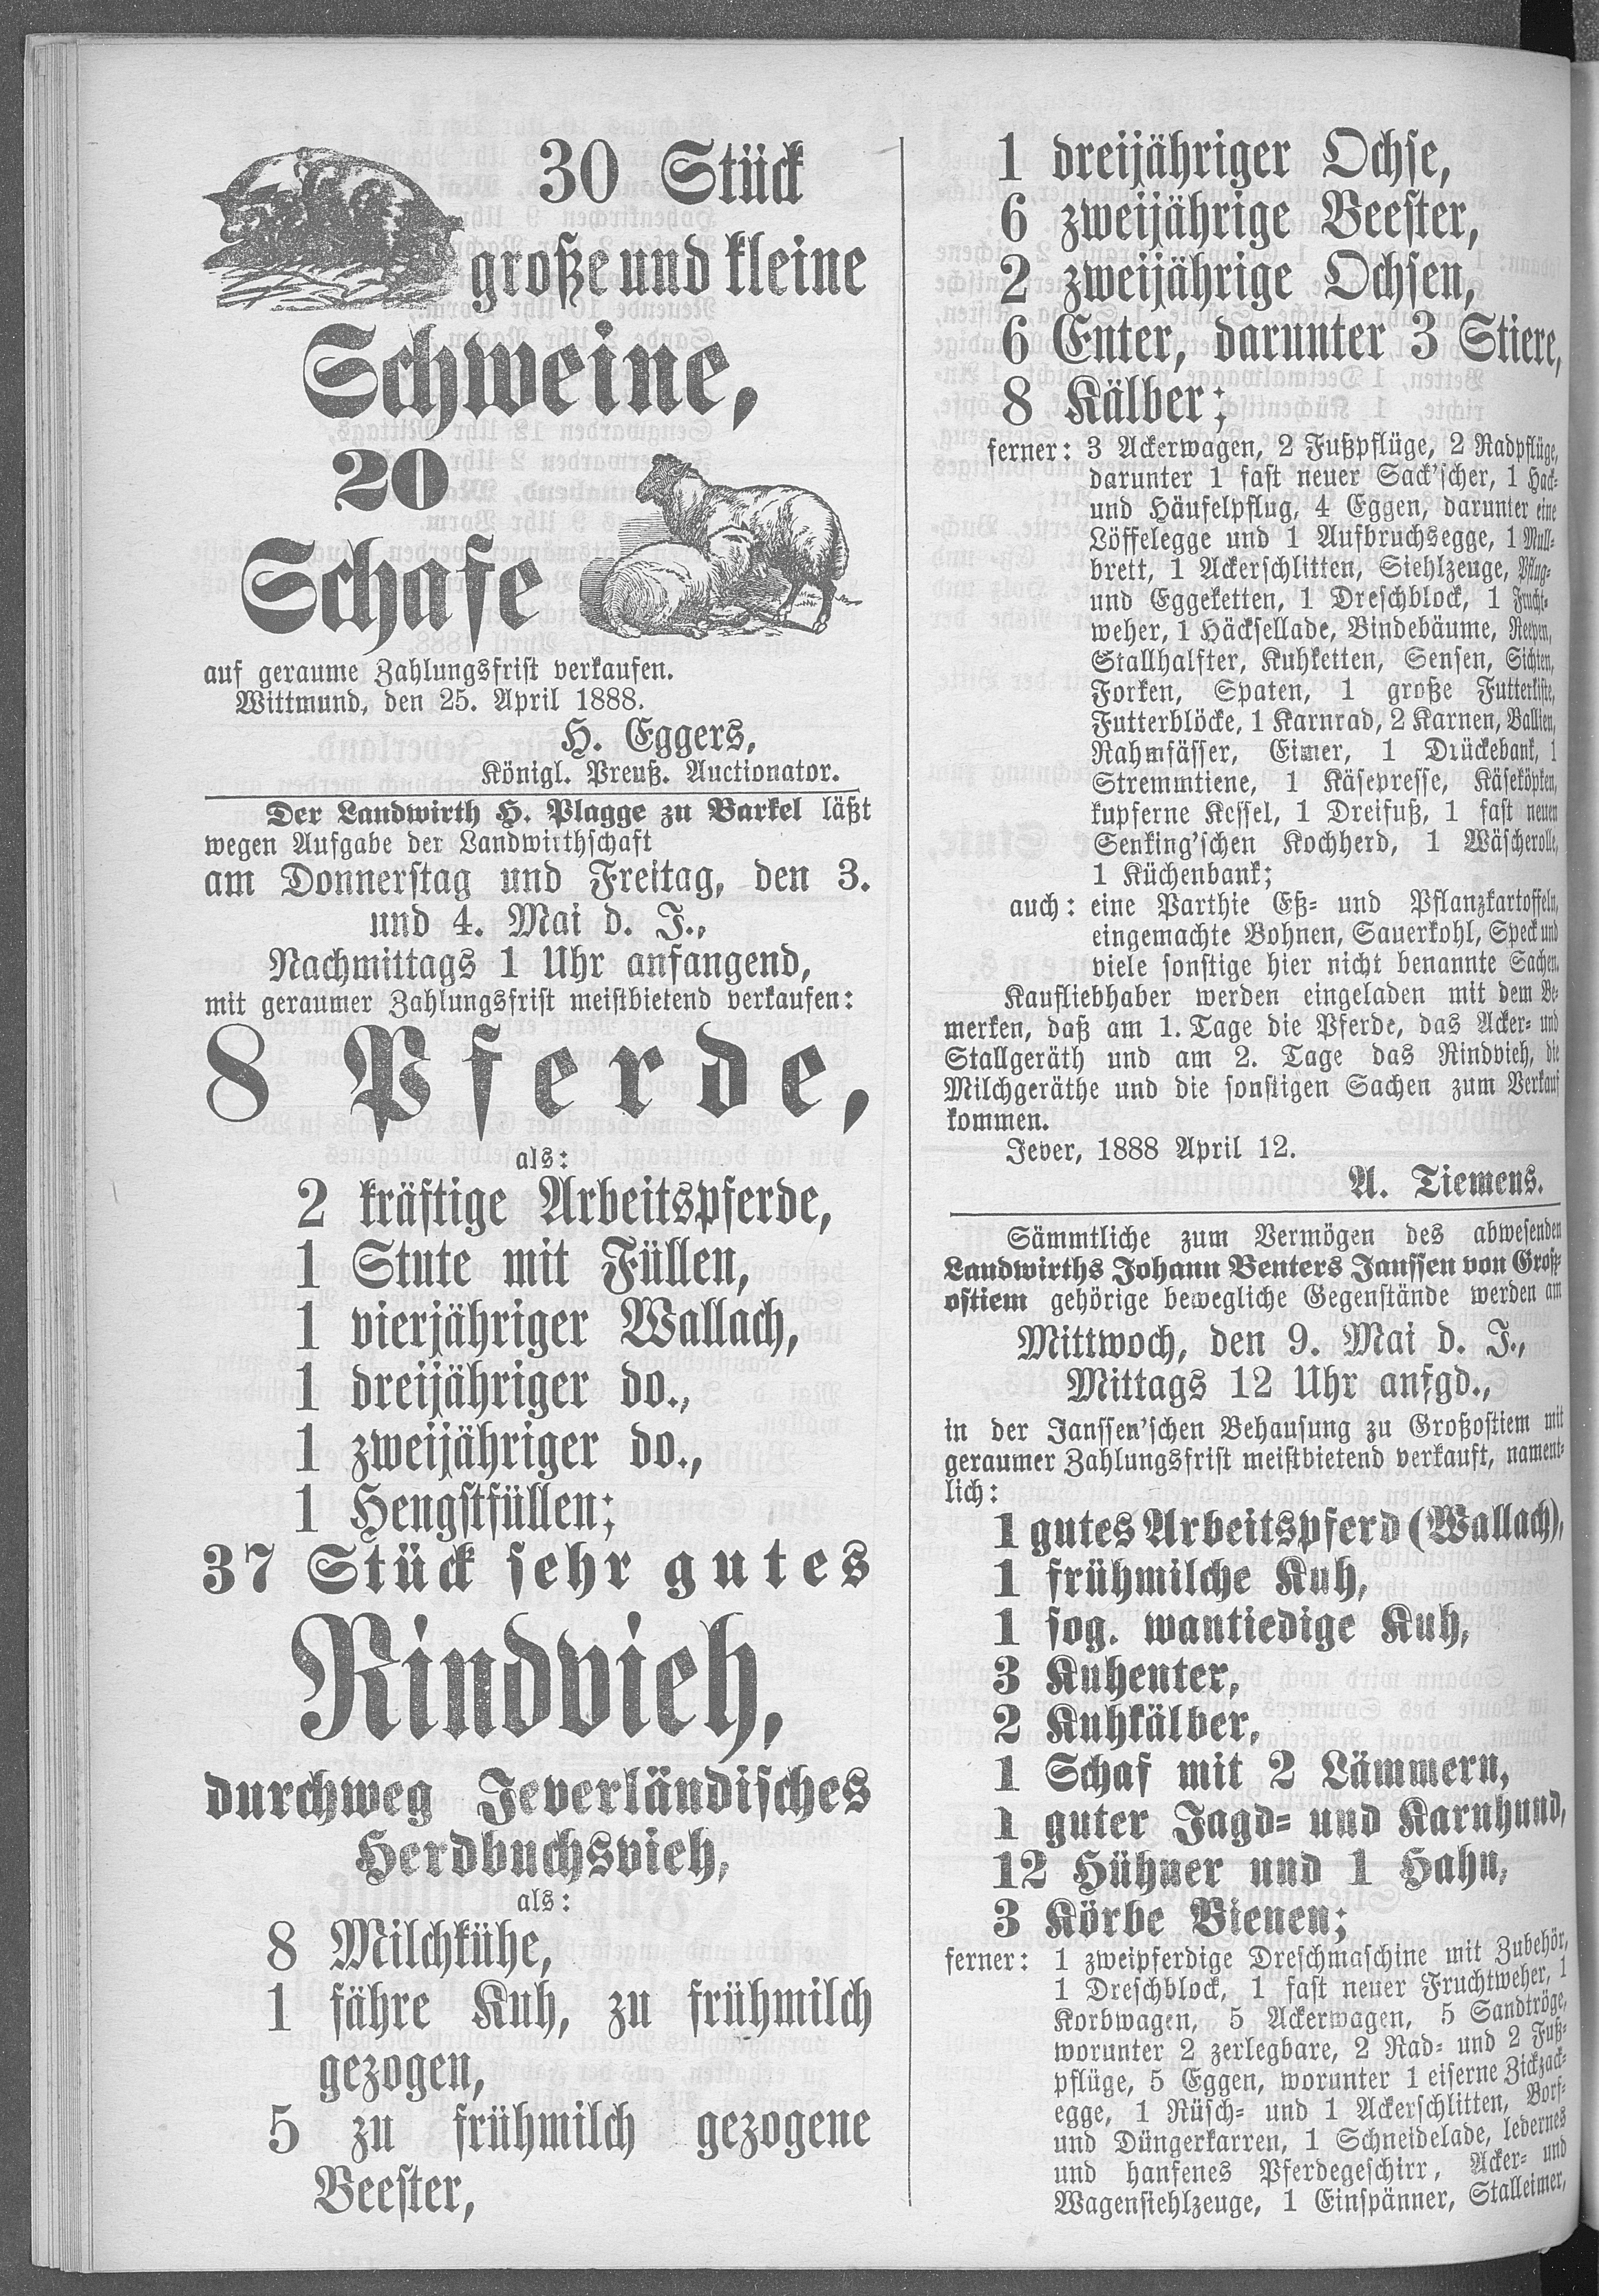 30 Stück
große und kleine
Schweine,
20
Schafe
auf geraume Zahlungsfrist verkaufen.
Wittmund, den 25. April 1888.
H. Eggers,
Königl. Preuß. Auctionator.
Der Landwirth H. Plagge zu Barkel läßt
wegen Aufgabe der Landwirthschaft
am Donnerstag und Freitag, den 3.
und 4. Mai d. J.,
Nachmittags 1 Uhr anfangend,
mit geraumer Zahlungsfrist meistbietend verkaufen:
8 Pferde,
als:
2 kräftige Arbeitspferde,
1 Stute mit Füllen,
1 vierjähriger Wallach,
1 dreijähriger do.,
1 zweijähriger do.,
1 Hengstfüllen;
37 Stück sehr gutes
Rindvieh,
durchweg Jeverländisches
Herdbuchsvieh,
als:
8 Milchkühe,
1 fähre Kuh, zu frühmilch
gezogen,
5 zu frühmilch gezogene
Beester,
1 dreijähriger Ochse,
6 zweijährige Beester,
2 zweijährige Ochsen,
6 Enter, darunter 3 Stiere,
8 Kälber;
ferner: 3 Ackerwagen, 2 Fußpflüge, 2 Radpflüge,
darunter 1 fast neuer Sack'scher, 1 Hack-
und Häufelpflug, 4 Eggen, darunter eine
Löffelegge und 1 Aufbruchsegge, 1 Mull-
brett, 1 Ackerschlitten, Siehlzeuge, Pflug-
und Eggeketten, 1 Dreschblock, 1 Frucht-
weher, 1 Häcksellade, Bindebäume, Reepen,
Stallhalfter, Kuhketten, Sensen, Sichten,
Forken, Spaten, 1 große Futterkiste,
Futterblöcke, 1 Karnrad, 2 Karnen, Ballien,
Rahmfässer, Eimer, 1 Drückebank, 1
Stremmtiene, 1 Käsepresse, Käseköpfen,
kupferne Kessel, 1 Dreifuß, 1 fast neuen
Senking'schen Kochherd, 1 Wäscherolle,
1 Küchenbank;
auch: eine Parthie Eß- und Pflanzkartoffeln,
eingemachte Bohnen, Sauerkohl, Speck und
viele sonstige hier nicht benannte Sachen.
Kaufliebhaber werden eingeladen mit dem Be-
merken, daß am 1. Tage die Pferde, das Acker- und
Stallgeräth und am 2. Tage das Rindvieh, die
Milchgeräthe und die sonstigen Sachen zum Verkauf
kommen.
Jever, 1888 April 12.
A. Tiemens.
Sämmtliche zum Vermögen des abwesenden
Landwirths Johann Benters Janssen von Groß-
ostiem gehörige bewegliche Gegenstände werden am
Mittwoch, den 9. Mai d. J.,
Mittags 12 Uhr anfgd.,
in der Janssen'schen Behausung zu Großostiem mit
geraumer Zahlungsfrist meistbietend verkauft, nament-
lich:
1 gutes Arbeitspferd (Wallach),
1 frühmilche Kuh,
1 sog. wantiedige Kuh,
3 Kuhenter,
2 Kuhkälber,
1 Schaf mit 2 Lämmern,
1 guter Jagd- und Karnhund,
12 Hühner und 1 Hahn,
3 Körbe Bienen;
ferner: 1 zweipferdige Dreschmaschine mit Zubehör,
1 Dreschblock, 1 fast neuer Fruchtweher, 1
Korbwagen, 5 Ackerwagen, 5 Sandtröge,
worunter 2 zerlegbare, 2 Rad- und 2 Fuß-
pflüge, 5 Eggen, worunter 1 eiserne Zickzack-
egge, 1 Rüsch- und 1 Ackerschlitten, Borf-
und Düngerkarren, 1 Schneidelade, ledernes
und hanfenes Pferdegeschirr, Acker- und
Wagensiehlzeuge, 1 Einspänner, Stalleimer,